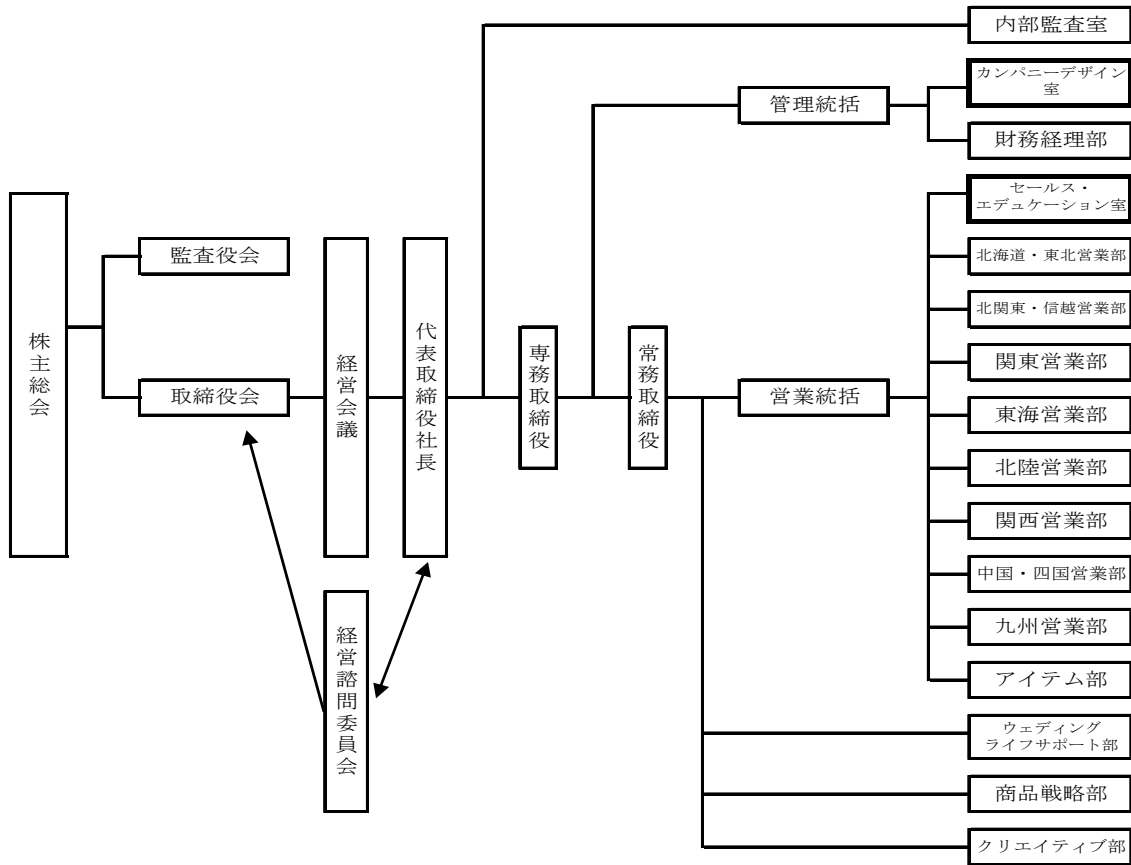 内部監査室
カンパニーデザイン
室
管理統括
財務経理部
セールス・
エデュケーション室
監査役会
北海道・東北営業部
北関東・信越営業部
株主総会
取締役会
経営会議
代表取締役社長
専務取締役
常務取締役
営業統括
関東営業部
東海営業部
北陸営業部
関西営業部
中国・四国営業部
九州営業部
アイテム部
経営諮問委員会
ウェディング
ライフサポート部
商品戦略部
クリエイティブ部